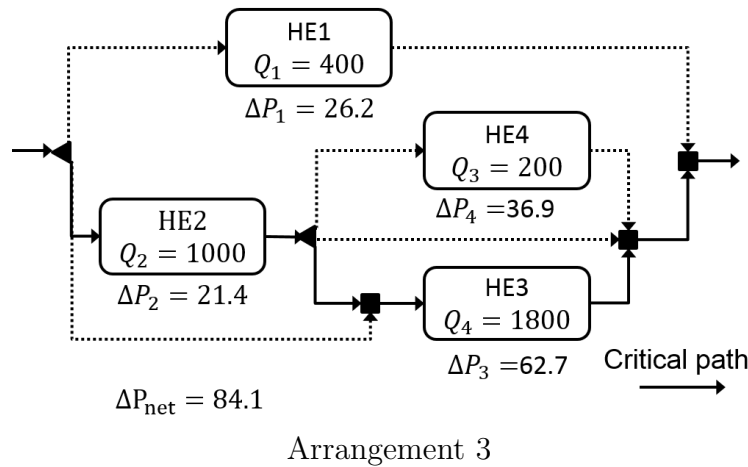 HE1
Q₁ = 400
ΔP₁ = 26.2
HE4
Q₃ = 200
ΔP₄ =36.9
HE2
Q₂ = 1000
ΔP₂ = 21.4
HE3
Q₄ = 1800
ΔP₃ =62.7
Critical path
ΔPnet = 84.1
Arrangement 3